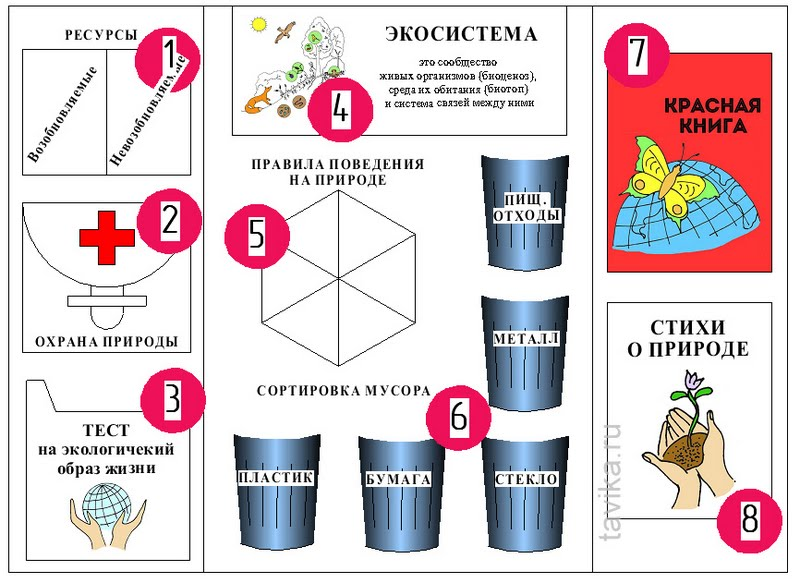 РЕСУРСЫ
1
Возобновляемые
Невозобновляемые
2
ОХРАНА ПРИРОДЫ
3
ТЕСТ
на экологичекий
образ жизни
ЭКОСИСТЕМА
это сообщество
живых организмов (биоценоз),
среда их обитания (биотоп)
и система связей между ними
4
ПРАВИЛА ПОВЕДЕНИЯ
НА ПРИРОДЕ
5
ПИЩ.
ОТХОДЫ
МЕТАЛЛ
СОРТИРОВКА МУСОРА
6
ПЛАСТИК
БУМАГА
СТЕКЛО
7
КРАСНАЯ
КНИГА
СТИХИ
О ПРИРОДЕ
8
tavika.ru